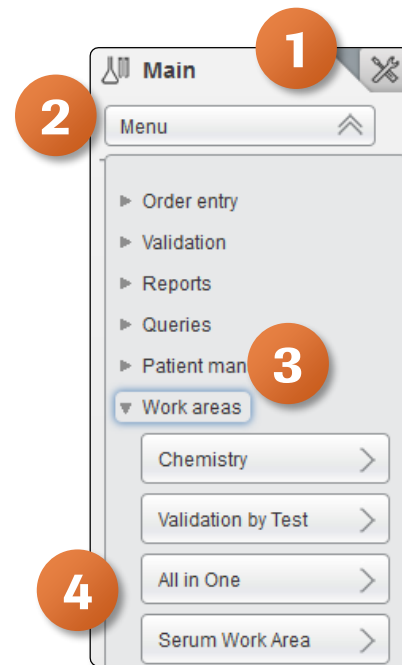 1
Main
2
Menu
Order entry
Validation
Reports
Queries
Patient man
3
Work areas
Chemistry
Validation by Test
All in One
4
Serum Work Area